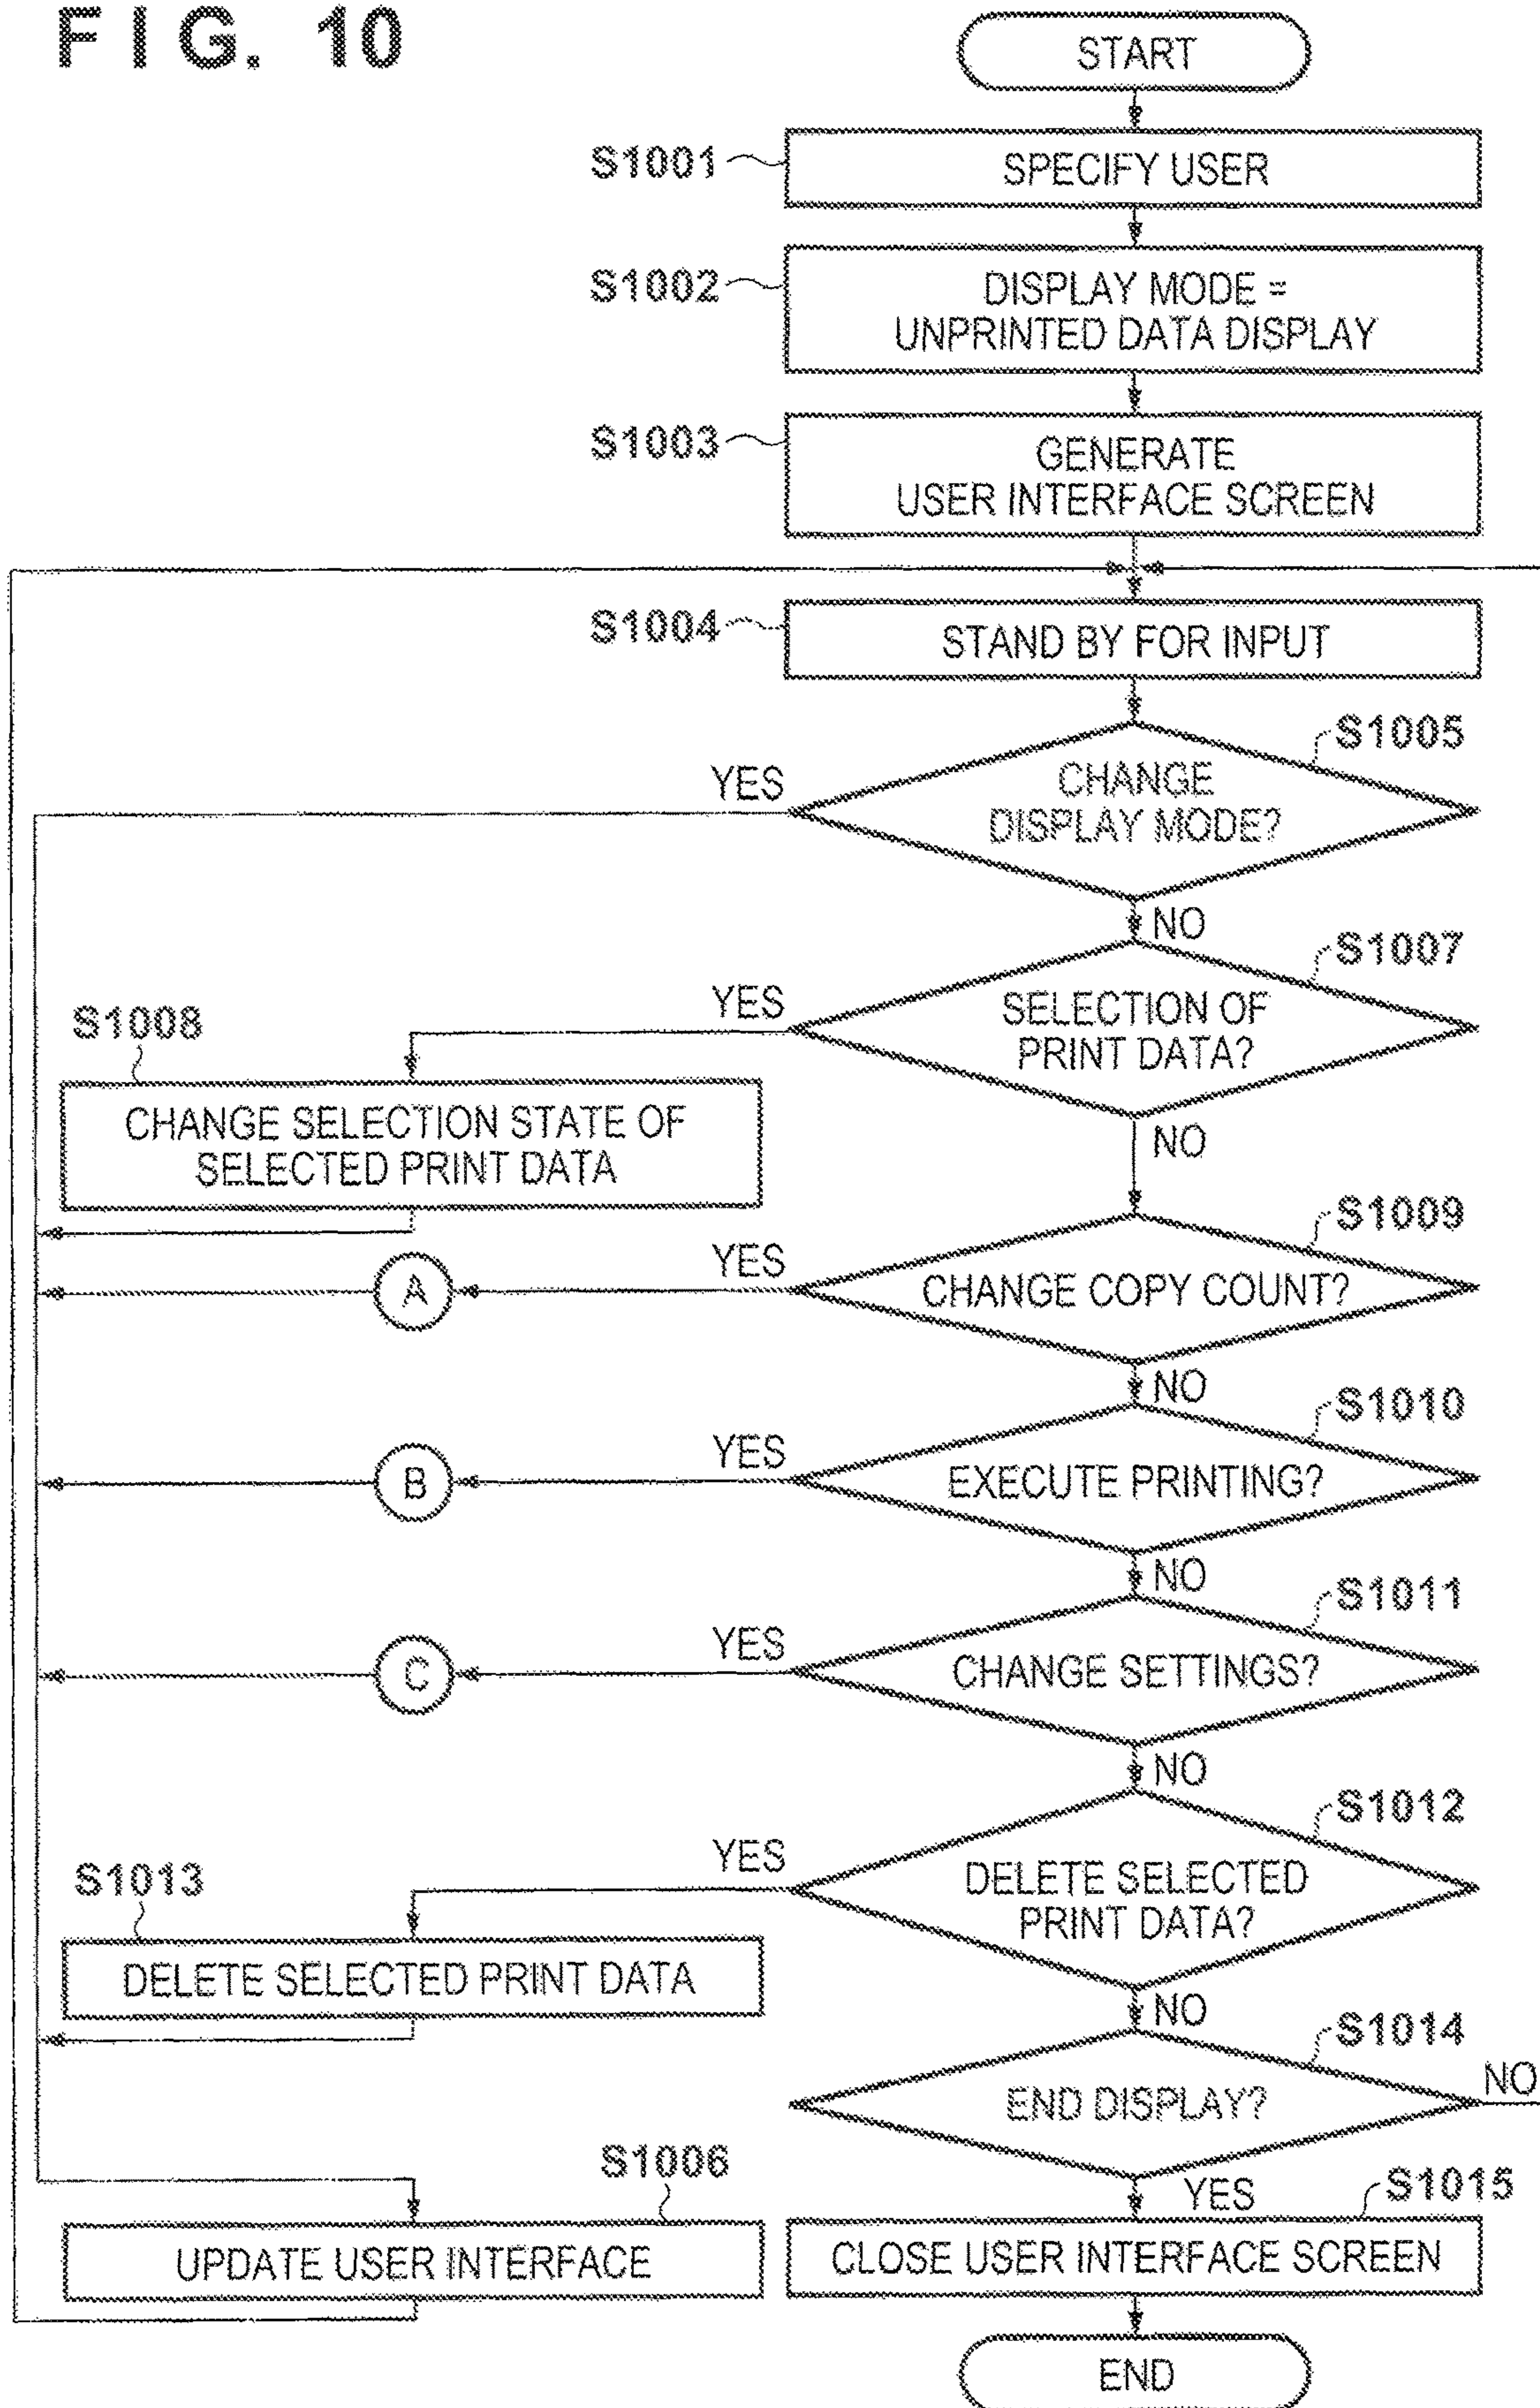 FIG. 10
START
S1001
SPECIFY USER
S1002
DISPLAY MODE =
UNPRINTED DATA DISPLAY
S1003
GENERATE
USER INTERFACE SCREEN
S1004
STAND BY FOR INPUT
S1005
YES
CHANGE
DISPLAY MODE?
NO
S1007
YES
SELECTION OF
PRINT DATA?
S1008
CHANGE SELECTION STATE OF
SELECTED PRINT DATA
NO
S1009
YES
A
CHANGE COPY COUNT?
NO
S1010
YES
B
EXECUTE PRINTING?
NO
S1011
YES
C
CHANGE SETTINGS?
NO
S1012
YES
DELETE SELECTED
PRINT DATA?
S1013
DELETE SELECTED PRINT DATA
NO
S1014
NO
END DISPLAY?
S1006
YES
S1015
UPDATE USER INTERFACE
CLOSE USER INTERFACE SCREEN
END